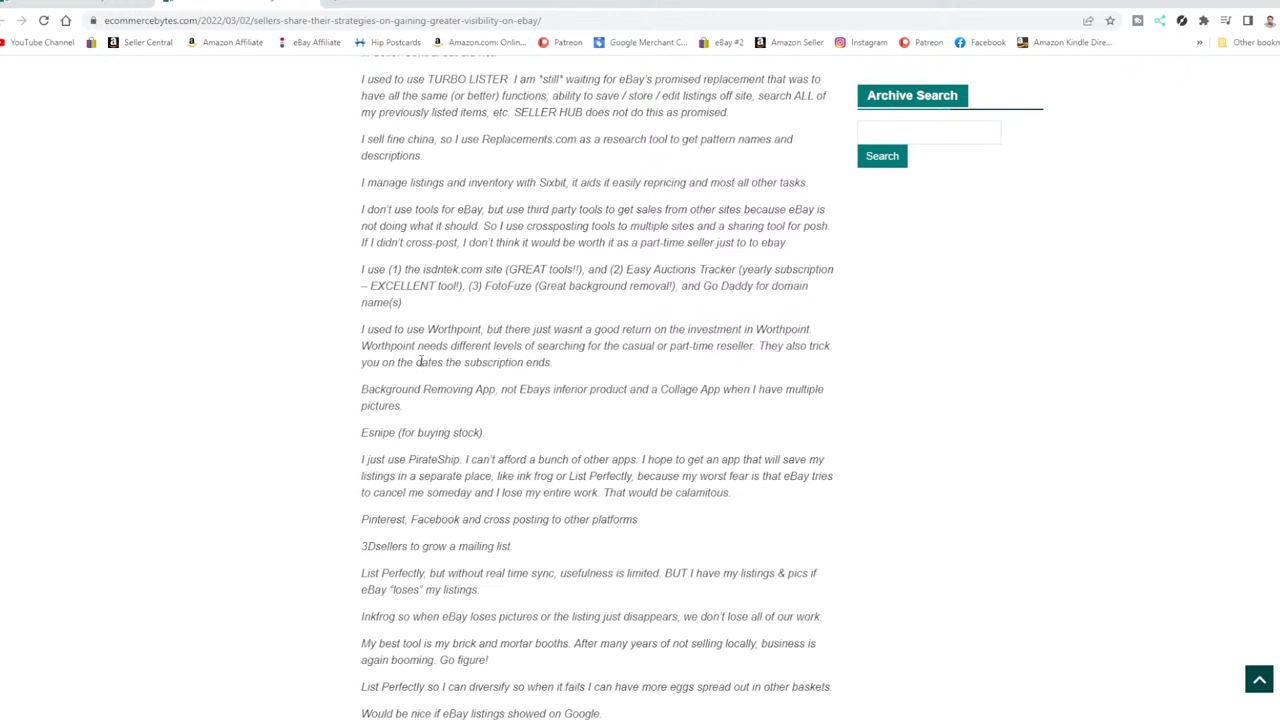 ecommercebytes.com/2022/03/02/sellers-share-their-strategies-on-gaining-greater-visibility-on-ebay/
YouTube Channel
Seller Central
Amazon Affiliate
eBay Affiliate
Hip Postcards
Amazon.com: Onli...
Patreon
Google Merchant C...
eBay #2
Amazon Seller
Instagram
Patreon
Facebook
Amazon Kindle Dire...
»
Other bookm
I used to use TURBO LISTER. I am *still* waiting for eBay's promised replacement that was to
have all the same (or better) functions; ability to save / store / edit listings off site, search ALL of
my previously listed items, etc. SELLER HUB does not do this as promised.
I sell fine china, so I use Replacements.com as a research tool to get pattern names and
descriptions.
I manage listings and inventory with Sixbit, it aids it easily repricing and most all other tasks.
I don't use tools for eBay, but use third party tools to get sales from other sites because eBay is
not doing what it should. So I use crossposting tools to multiple sites and a sharing tool for posh.
If I didn't cross-post, I don't think it would be worth it as a part-time seller just to to ebay.
I use (1) the isdntek.com site (GREAT tools!!), and (2) Easy Auctions Tracker (yearly subscription
– EXCELLENT tool!), (3) FotoFuze (Great background removal!), and Go Daddy for domain
name(s)
I used to use Worthpoint, but there just wasnt a good return on the investment in Worthpoint.
Worthpoint needs different levels of searching for the casual or part-time reseller. They also trick
you on the dates the subscription ends.
Background Removing App, not Ebays inferior product and a Collage App when I have multiple
pictures.
Esnipe (for buying stock).
I just use PirateShip. I can't afford a bunch of other apps. I hope to get an app that will save my
listings in a separate place, like ink frog or List Perfectly, because my worst fear is that eBay tries
to cancel me someday and I lose my entire work. That would be calamitous.
Pinterest, Facebook and cross posting to other platforms
3Dsellers to grow a mailing list.
List Perfectly, but without real time sync, usefulness is limited. BUT I have my listings & pics if
eBay "loses" my listings.
Inkfrog so when eBay loses pictures or the listing just disappears, we don't lose all of our work.
My best tool is my brick and mortar booths. After many years of not selling locally, business is
again booming. Go figure!
List Perfectly so I can diversify so when it fails I can have more eggs spread out in other baskets.
Would be nice if eBay listings showed on Google.
Archive Search
Search